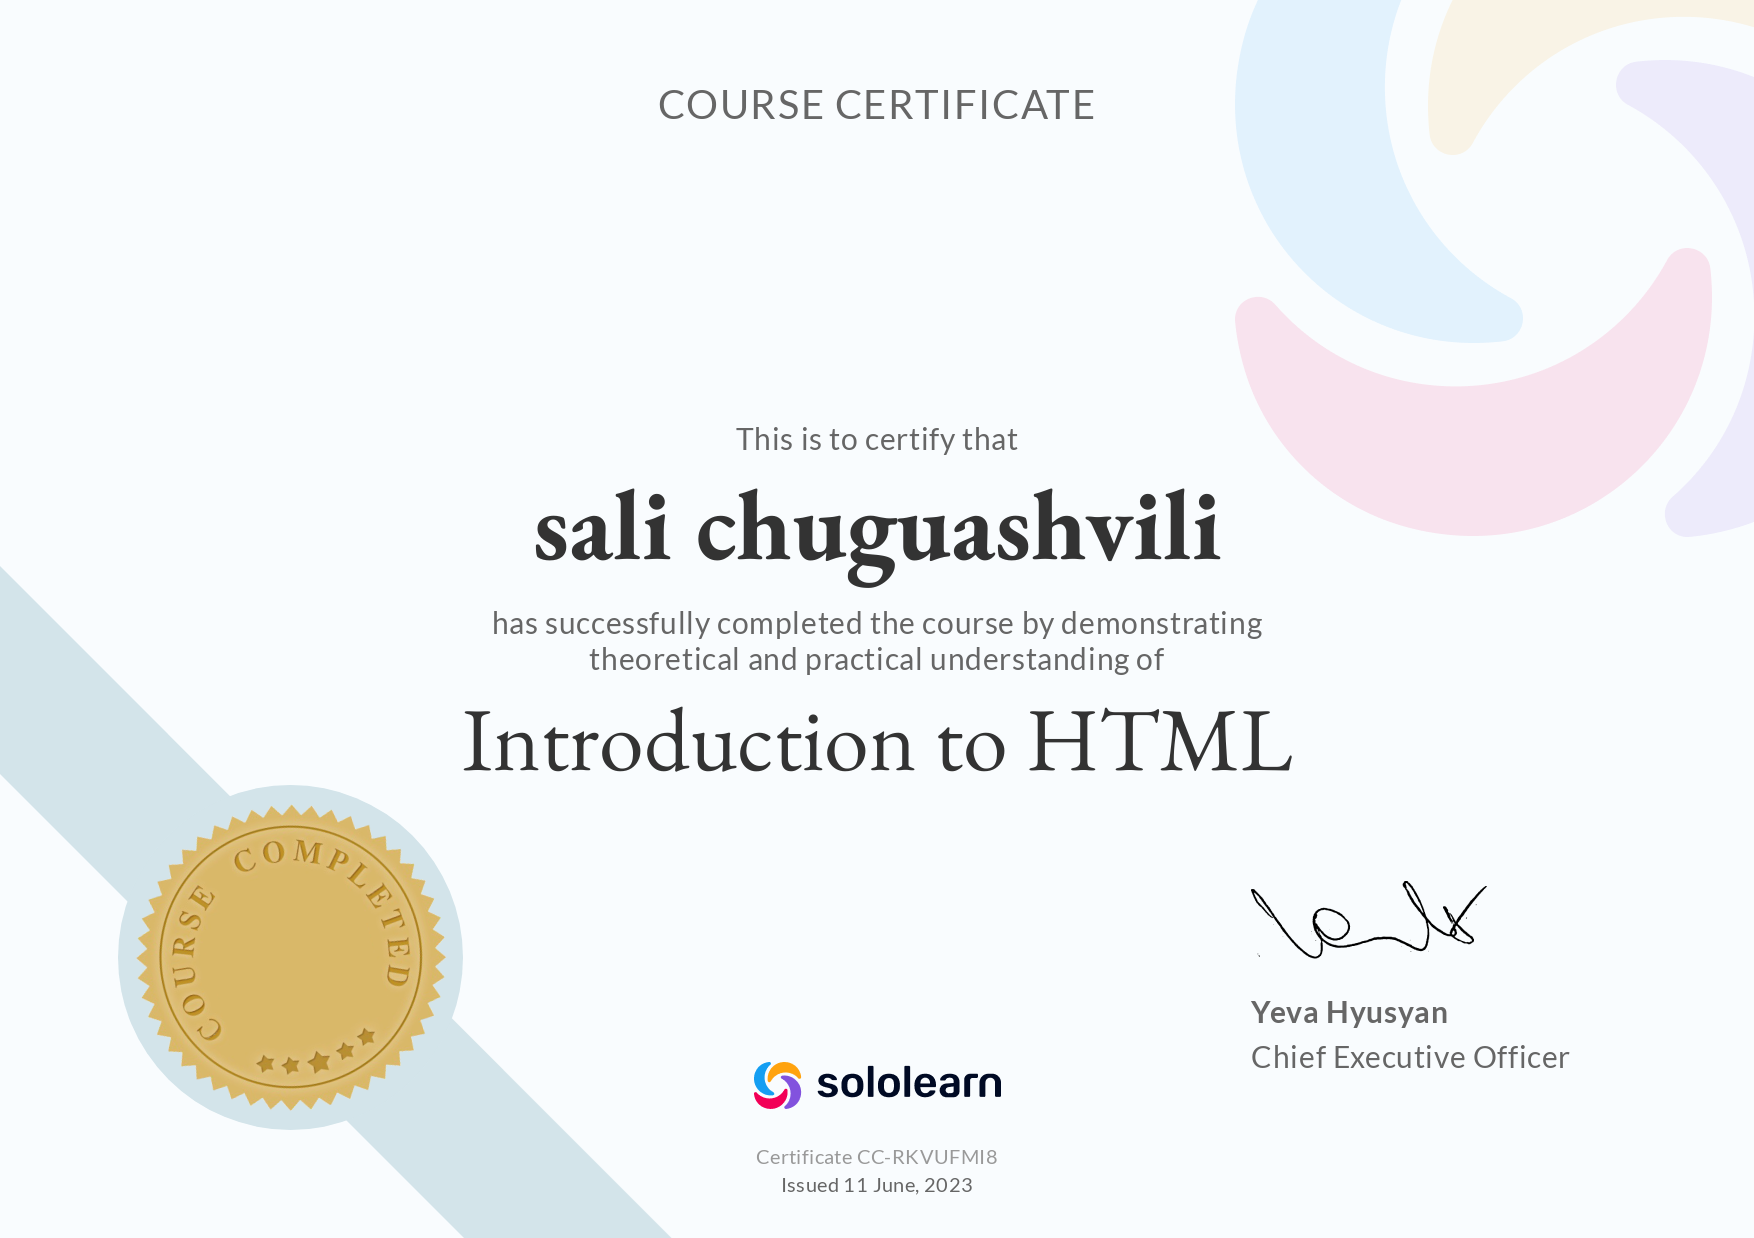 COURSE CERTIFICATE
This is to certify that
sali chuguashvili
has successfully completed the course by demonstrating
theoretical and practical understanding of
Introduction to HTML
COURSE COMPLETED
Yeva Hyusyan
Chief Executive Officer
sololearn
Certificate CC-RKVUFMI8
Issued 11 June, 2023